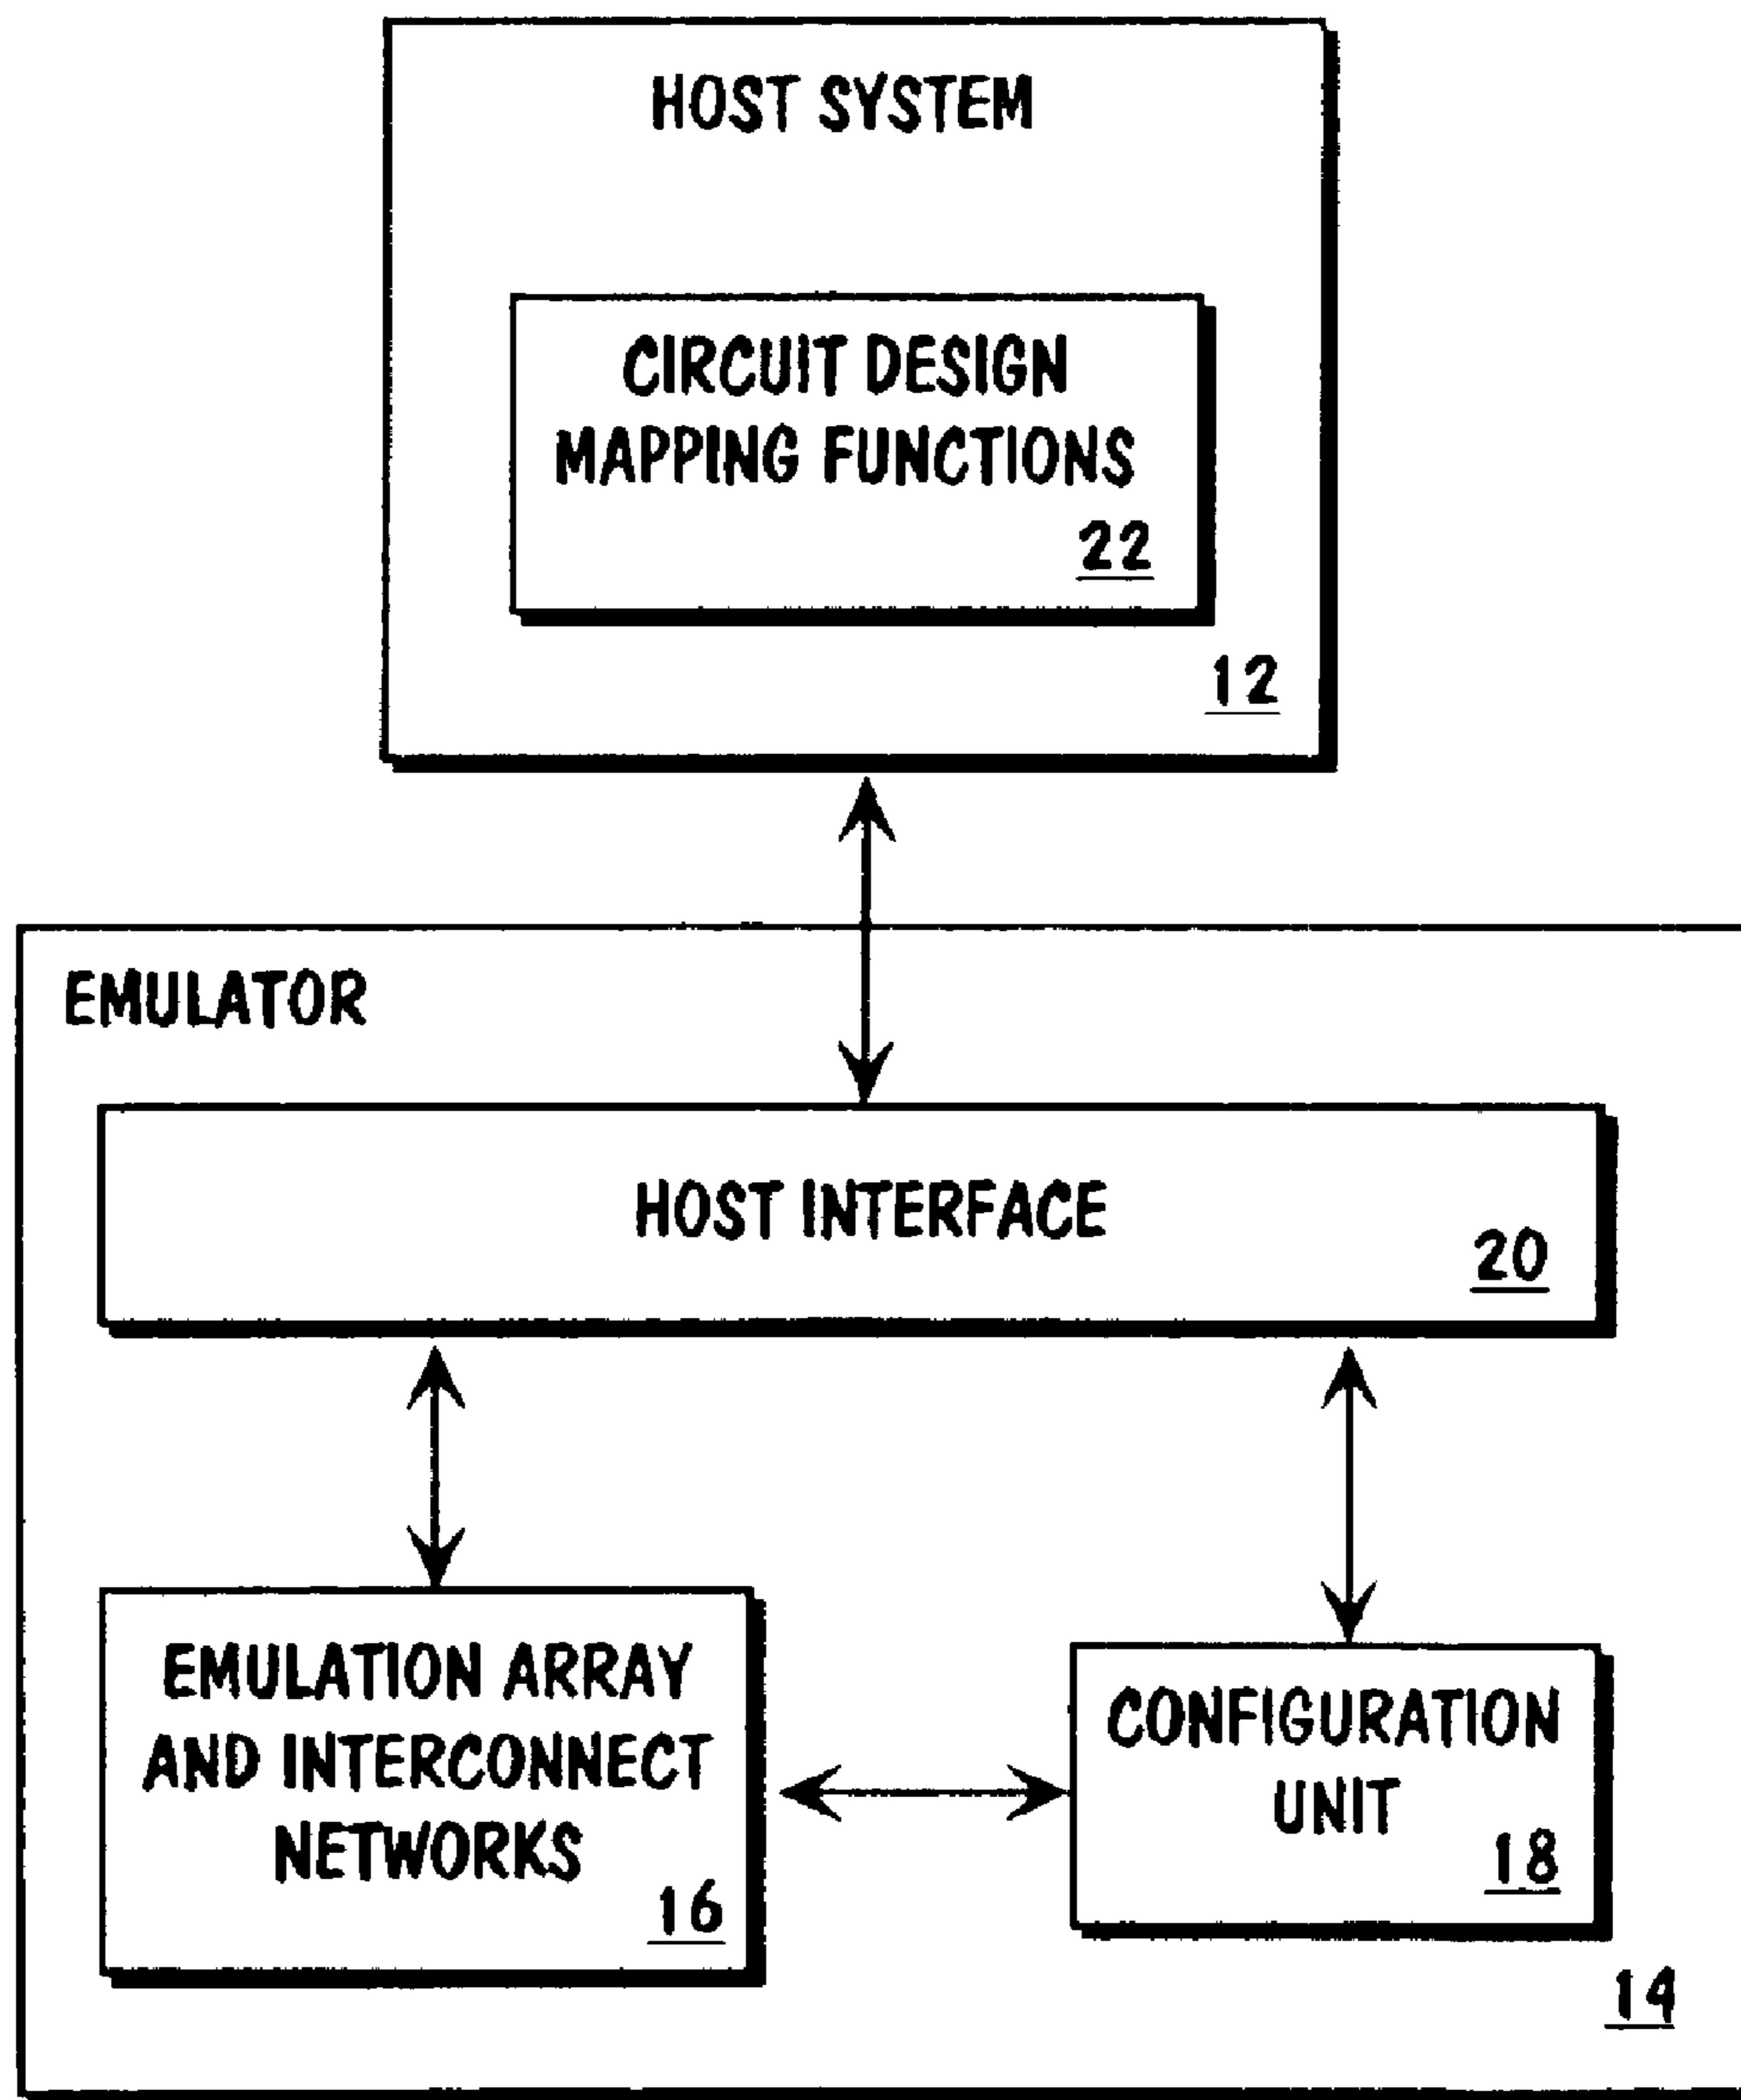 HOST SYSTEM
CIRCUIT DESIGN
MAPPING FUNCTIONS
22
12
EMULATOR
HOST INTERFACE
20
EMULATION ARRAY
AND INTERCONNECT
NETWORKS
16
CONFIGURATION
UNIT
18
14